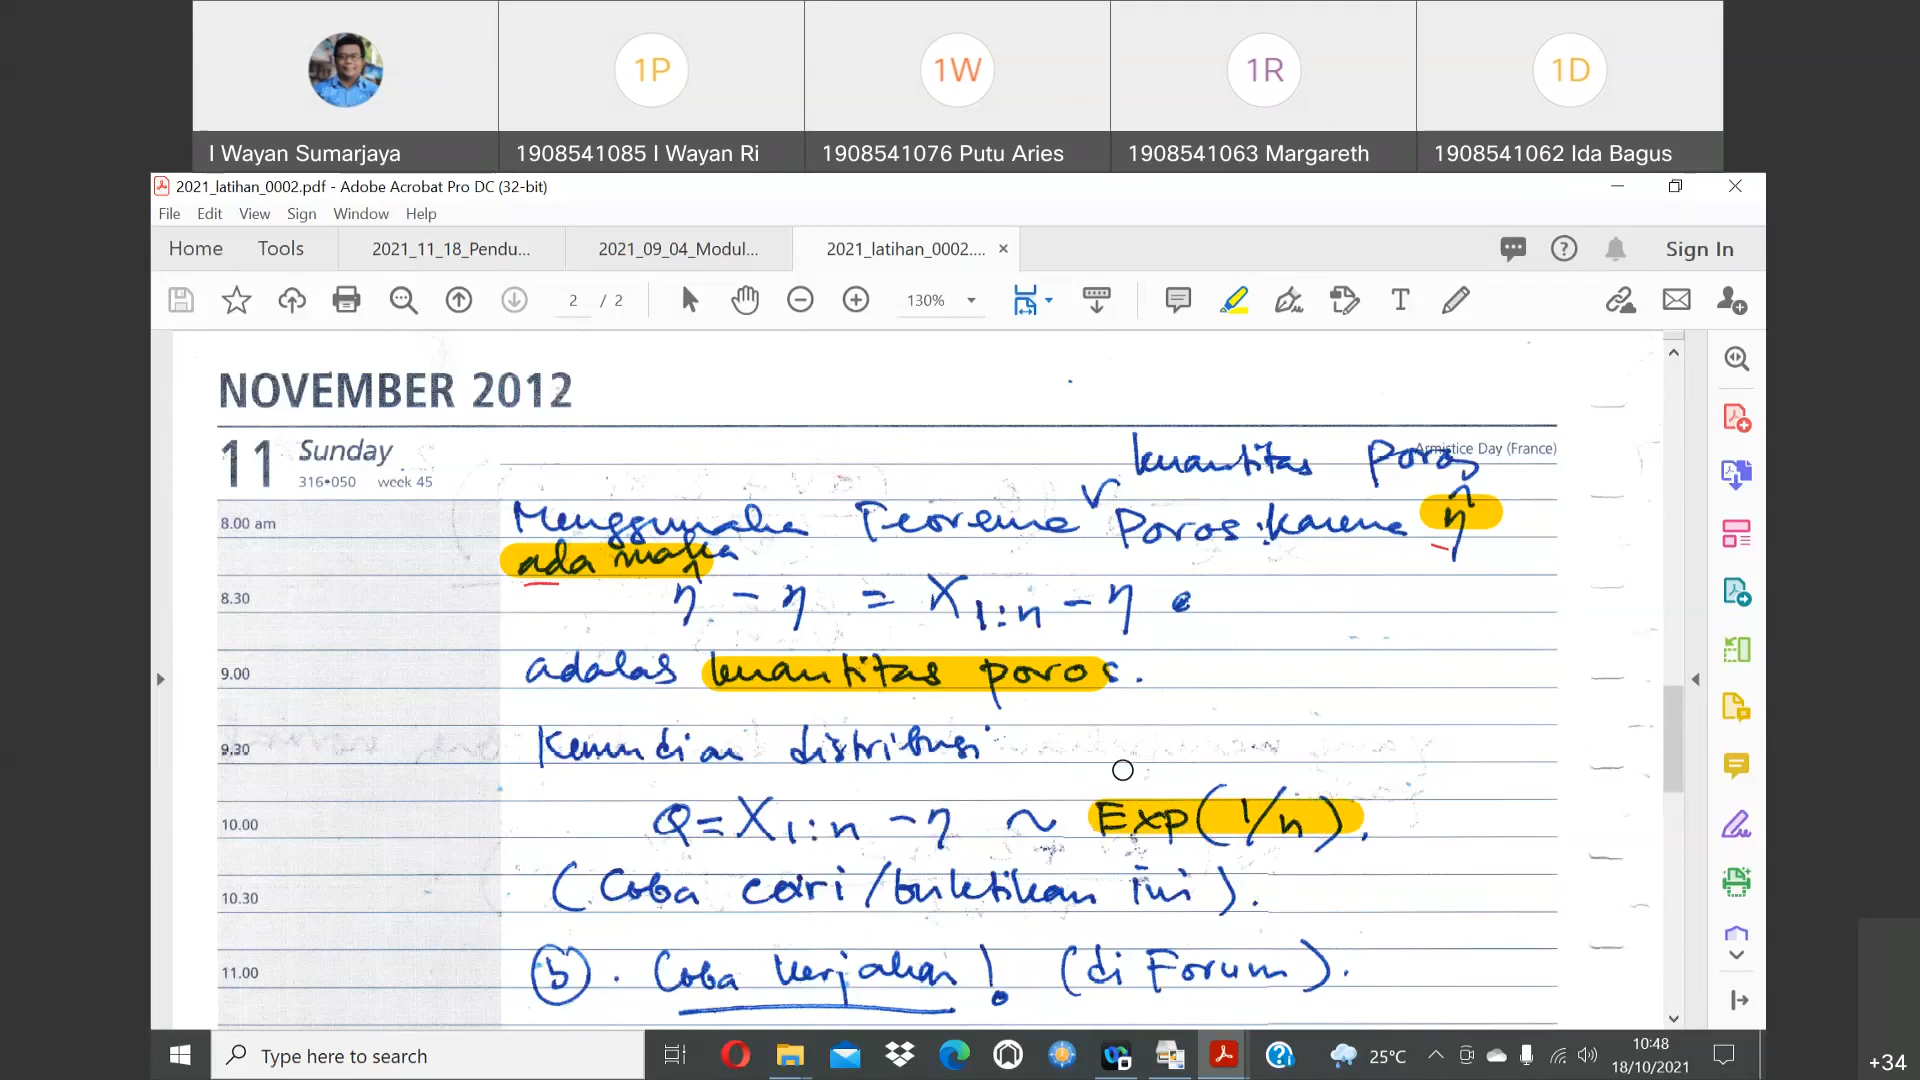 1P
1W
1R
1D
I Wayan Sumarjaya
1908541085 I Wayan Ri
1908541076 Putu Aries
1908541063 Margareth
1908541062 Ida Bagus
2021_latihan_0002.pdf - Adobe Acrobat Pro DC (32-bit)
File Edit View Sign Window Help
Home Tools 2021_11_18_Pendu... 2021_09_04_Modul... 2021_latihan_0002.... × Sign In
2 / 2 130%
NOVEMBER 2012
11 Sunday
316•050 week 45
Armistice Day (France)
kuantitas poros
8.00 am
Menggunaka Teorema Poros. Karena η̂
ada maka
8.30
η̂ - η = X1:n - η
9.00
adalas kuantitas poros.
9.30
Kemudian distribusi
10.00
Q = X1:n - η ~ Exp(1/n).
10.30
(Coba cari/buktikan ini).
11.00
(b). Coba kerjakan! (di Forum).
Type here to search
25°C
10:48
18/10/2021
+34